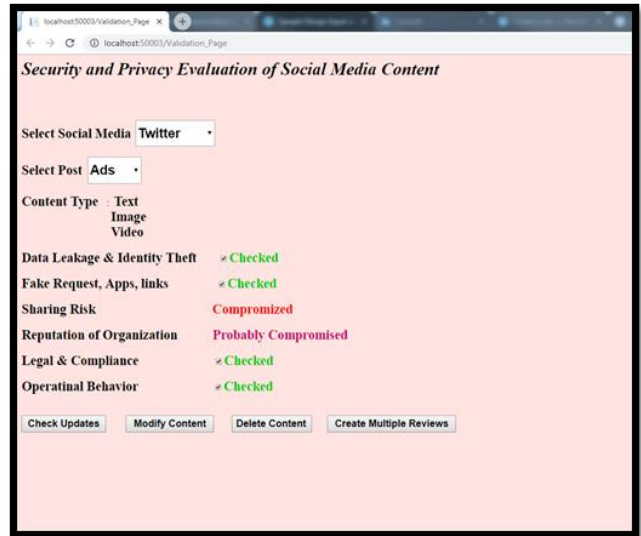 localhost:50003/Validation_Page
localhost:50003/Validation_Page
Security and Privacy Evaluation of Social Media Content
Select Social Media Twitter
Select Post Ads
Content Type : Text
Image
Video
Data Leakage & Identity Theft Checked
Fake Request, Apps, links Checked
Sharing Risk Compromized
Reputation of Organization Probably Compromised
Legal & Compliance Checked
Operatinal Behavior Checked
Check Updates Modify Content Delete Content Create Multiple Reviews